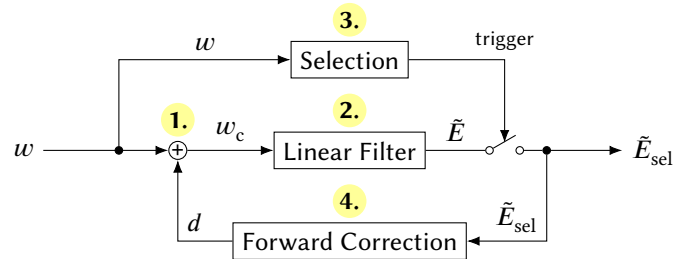 3.
w
Selection
trigger
1.
2.
w
+
w_c
Linear Filter
Ẽ
Ẽ_sel
4.
d
Forward Correction
Ẽ_sel